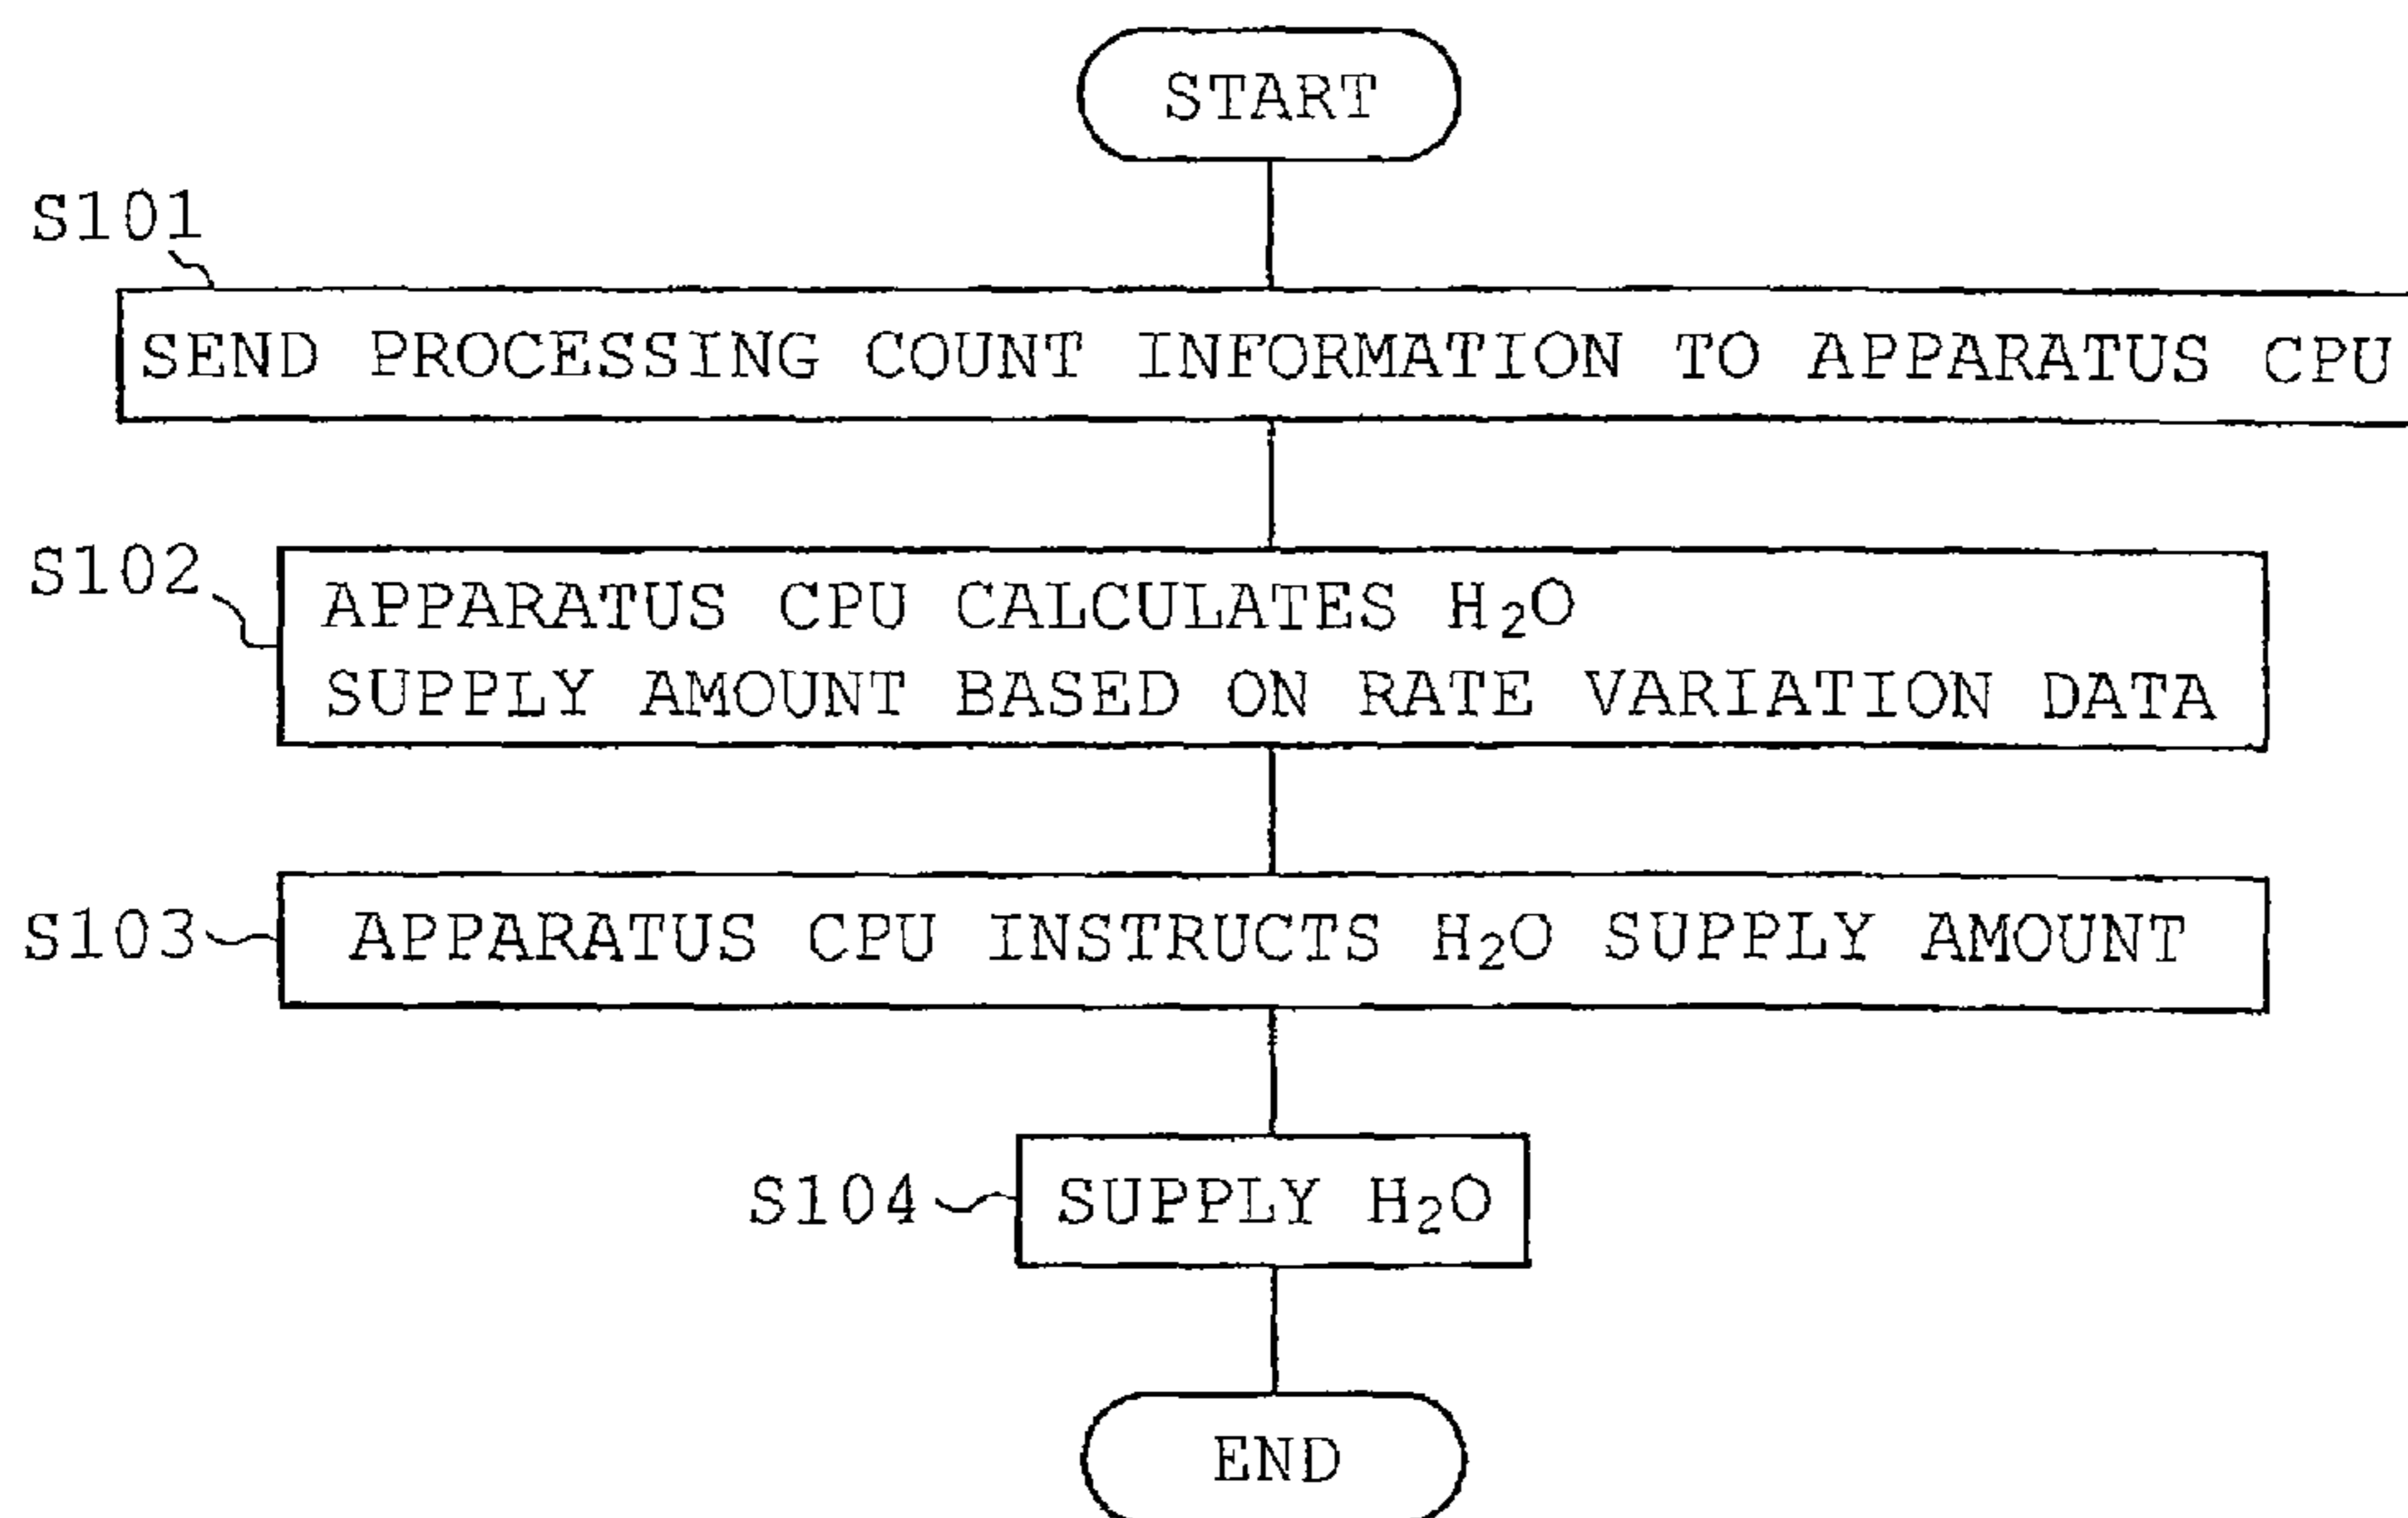 START
S101
SEND PROCESSING COUNT INFORMATION TO APPARATUS CPU
S102
APPARATUS CPU CALCULATES H₂O
SUPPLY AMOUNT BASED ON RATE VARIATION DATA
S103
APPARATUS CPU INSTRUCTS H₂O SUPPLY AMOUNT
S104
SUPPLY H₂O
END